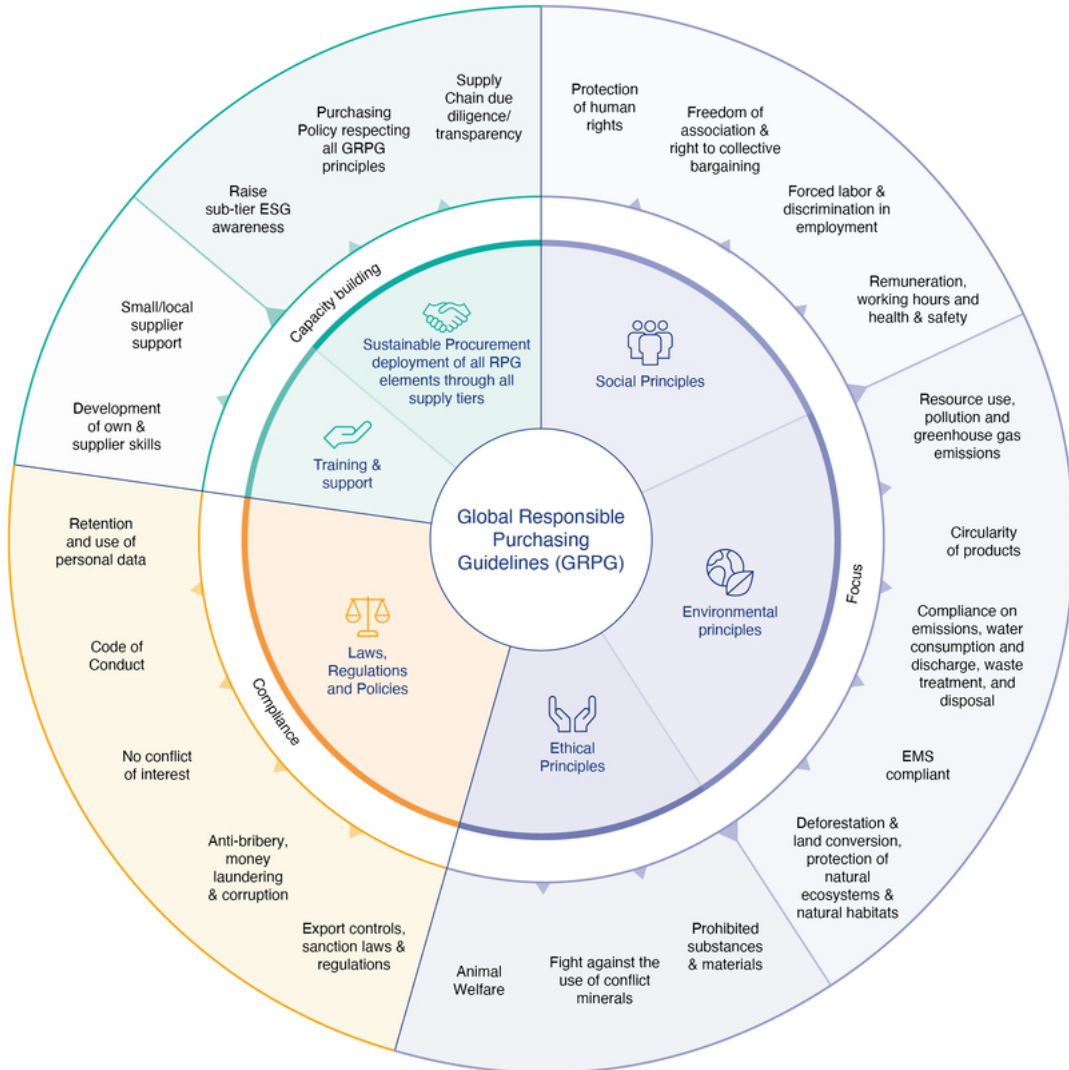 Supply
Chain due
diligence/
transparency
Purchasing
Policy respecting
all GRPG
principles
Raise
sub-tier ESG
awareness
Small/local
supplier
support
Development
of own &
supplier skills
Protection
of human
rights
Freedom of
association &
right to collective
bargaining
Forced labor &
discrimination in
employment
Remuneration,
working hours and
health & safety
Resource use,
pollution and
greenhouse gas
emissions
Circularity
of products
Compliance on
emissions, water
consumption and
discharge, waste
treatment, and
disposal
EMS
compliant
Deforestation &
land conversion,
protection of
natural
ecosystems &
natural habitats
Prohibited
substances
& materials
Fight against the
use of conflict
minerals
Animal
Welfare
Export controls,
sanction laws &
regulations
Anti-bribery,
money
laundering
& corruption
No conflict
of interest
Code of
Conduct
Retention
and use of
personal data
Capacity building
Focus
Compliance
Sustainable Procurement
deployment of all RPG
elements through all
supply tiers
Training &
support
Social Principles
Environmental
principles
Ethical
Principles
Laws,
Regulations
and Policies
Global Responsible
Purchasing
Guidelines (GRPG)